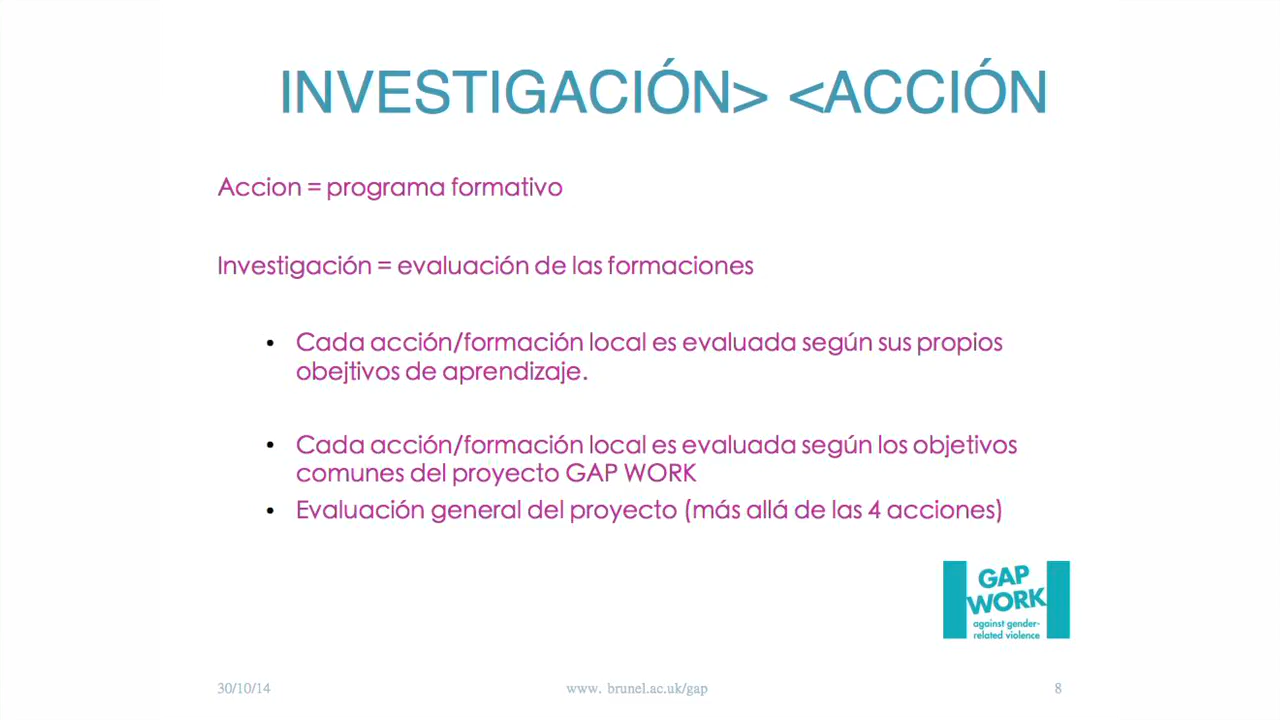 INVESTIGACIÓN> <ACCIÓN
Accion = programa formativo
Investigación = evaluación de las formaciones
• Cada acción/formación local es evaluada según sus propios
obejtivos de aprendizaje.
• Cada acción/formación local es evaluada según los objetivos
comunes del proyecto GAP WORK
• Evaluación general del proyecto (más allá de las 4 acciones)
GAP
WORK
against gender-
related violence
30/10/14
www. brunel.ac.uk/gap
8